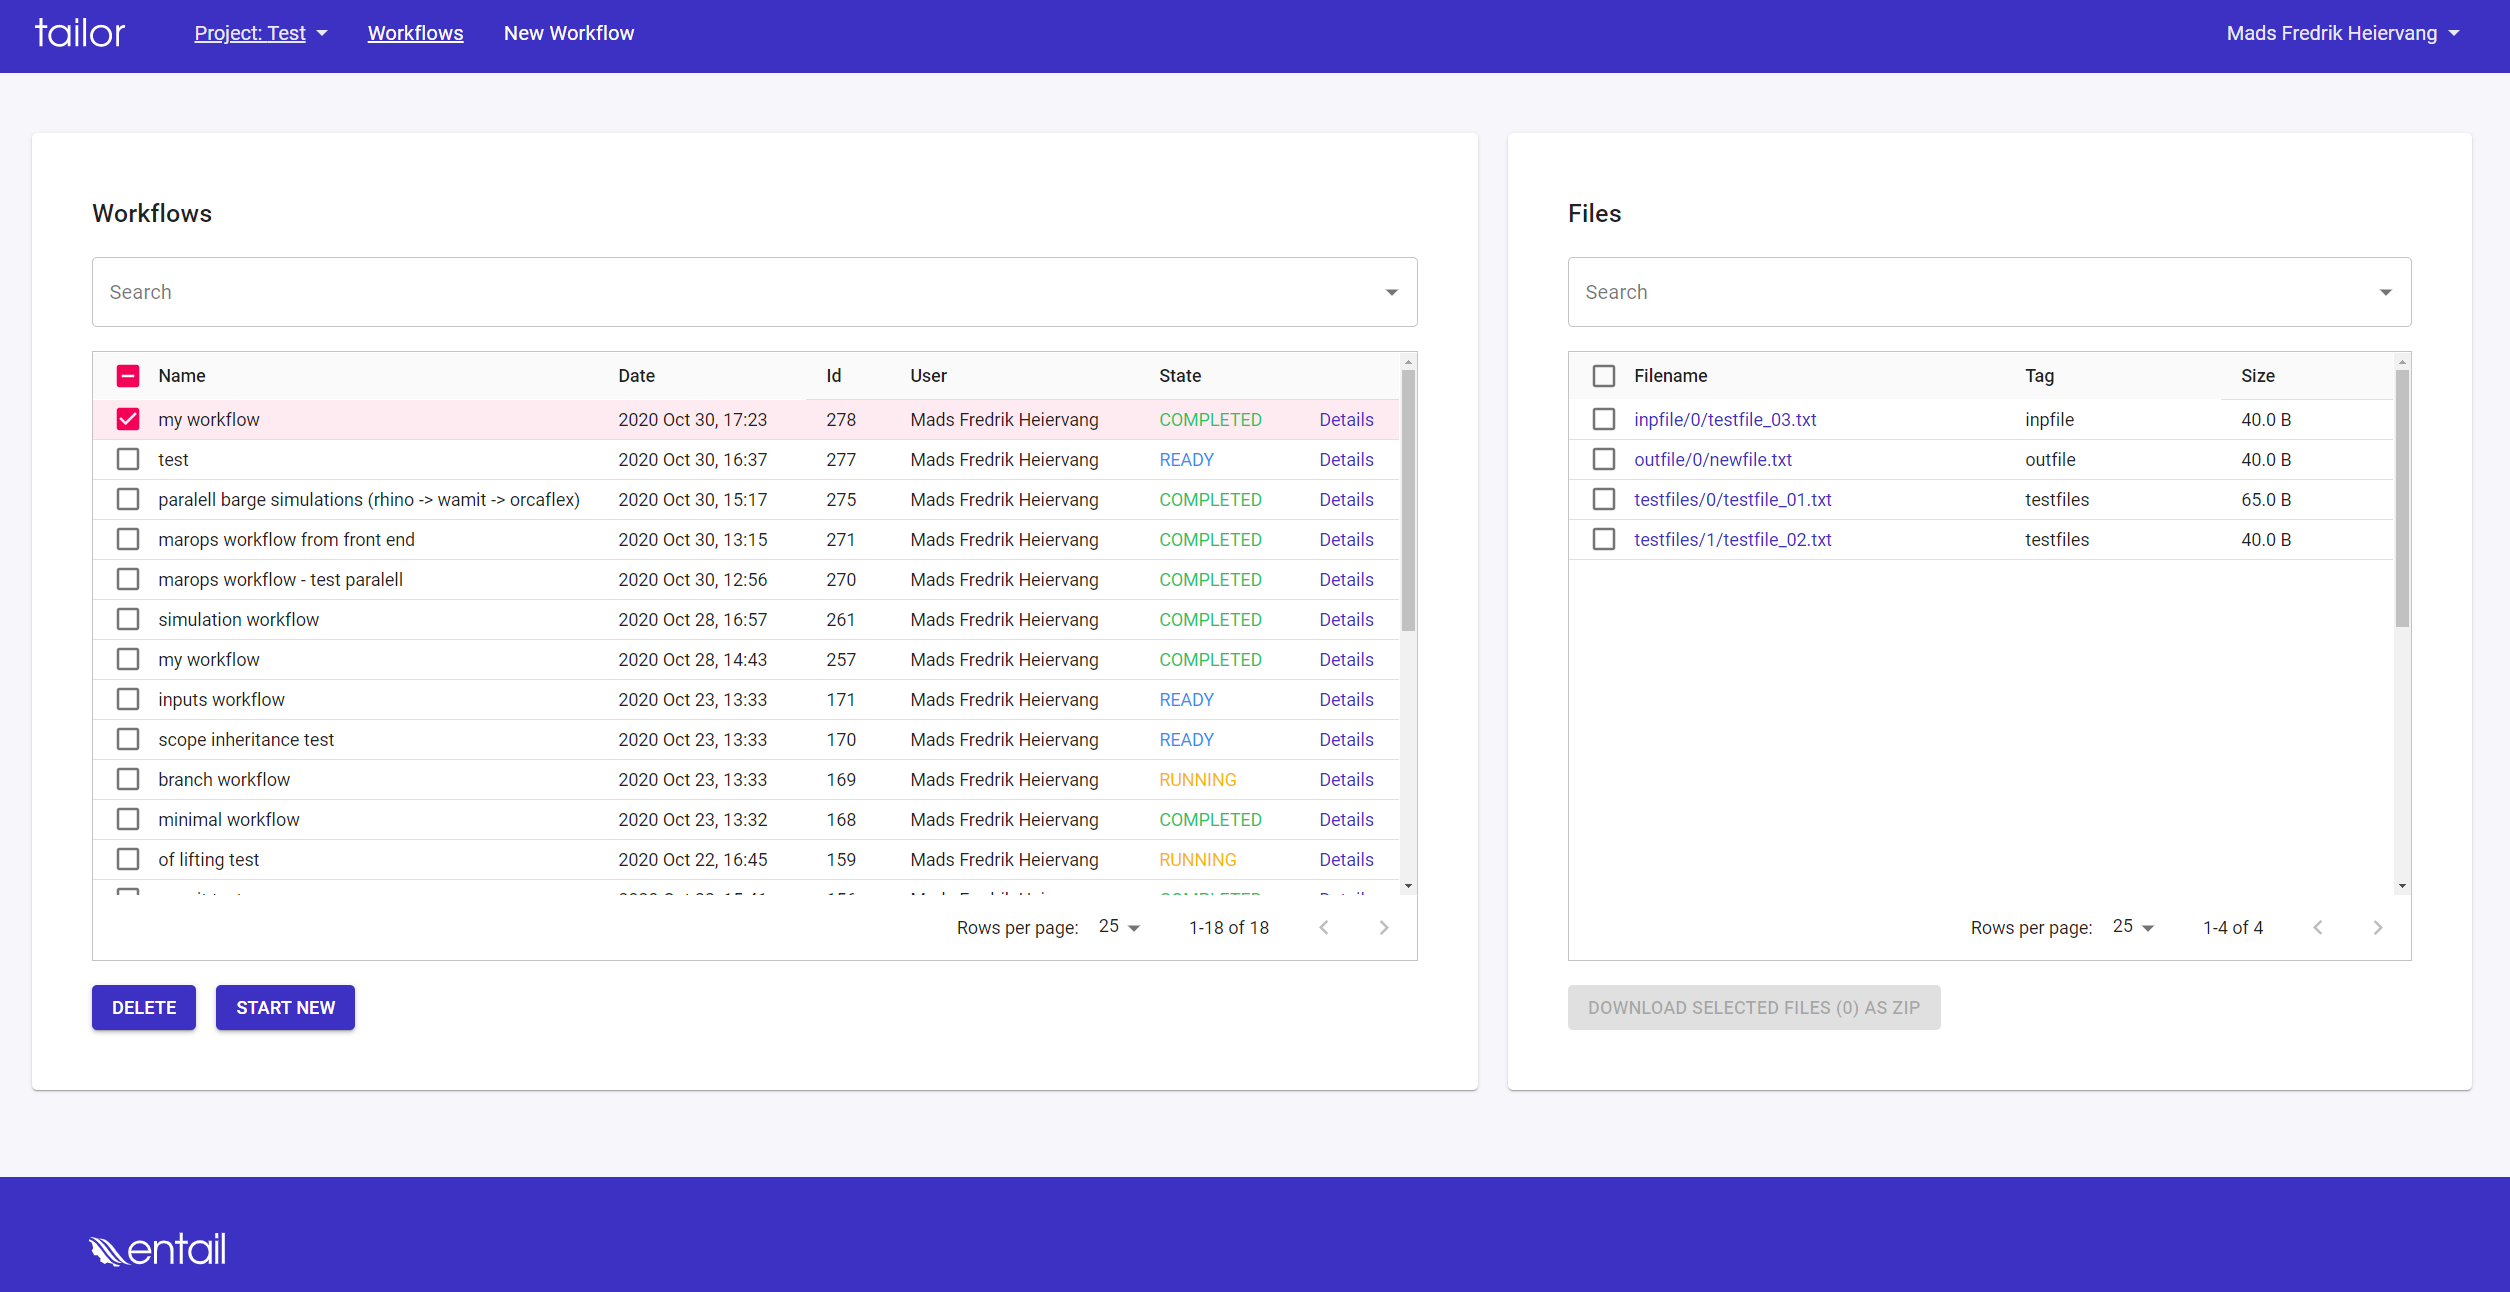 tailor Project: Test Workflows New Workflow Mads Fredrik Heiervang
Workflows
Search
Name Date Id User State
my workflow 2020 Oct 30, 17:23 278 Mads Fredrik Heiervang COMPLETED Details
test 2020 Oct 30, 16:37 277 Mads Fredrik Heiervang READY Details
paralell barge simulations (rhino -> wamit -> orcaflex) 2020 Oct 30, 15:17 275 Mads Fredrik Heiervang COMPLETED Details
marops workflow from front end 2020 Oct 30, 13:15 271 Mads Fredrik Heiervang COMPLETED Details
marops workflow - test paralell 2020 Oct 30, 12:56 270 Mads Fredrik Heiervang COMPLETED Details
simulation workflow 2020 Oct 28, 16:57 261 Mads Fredrik Heiervang COMPLETED Details
my workflow 2020 Oct 28, 14:43 257 Mads Fredrik Heiervang COMPLETED Details
inputs workflow 2020 Oct 23, 13:33 171 Mads Fredrik Heiervang READY Details
scope inheritance test 2020 Oct 23, 13:33 170 Mads Fredrik Heiervang READY Details
branch workflow 2020 Oct 23, 13:33 169 Mads Fredrik Heiervang RUNNING Details
minimal workflow 2020 Oct 23, 13:32 168 Mads Fredrik Heiervang COMPLETED Details
of lifting test 2020 Oct 22, 16:45 159 Mads Fredrik Heiervang RUNNING Details
Rows per page: 25 1-18 of 18
DELETE START NEW
Files
Search
Filename Tag Size
inpfile/0/testfile_03.txt inpfile 40.0 B
outfile/0/newfile.txt outfile 40.0 B
testfiles/0/testfile_01.txt testfiles 65.0 B
testfiles/1/testfile_02.txt testfiles 40.0 B
Rows per page: 25 1-4 of 4
DOWNLOAD SELECTED FILES (0) AS ZIP
entail